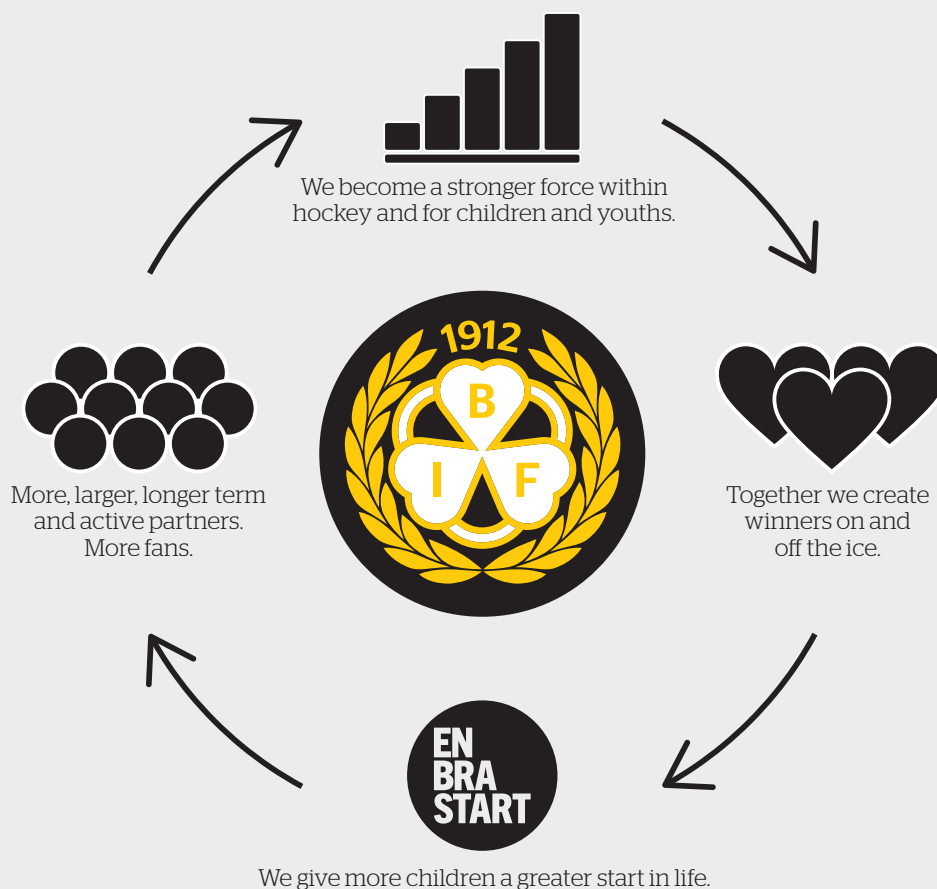 We become a stronger force within
hockey and for children and youths.
1912
B
I F
More, larger, longer term
and active partners.
More fans.
Together we create
winners on and
off the ice.
EN
BRA
START
We give more children a greater start in life.